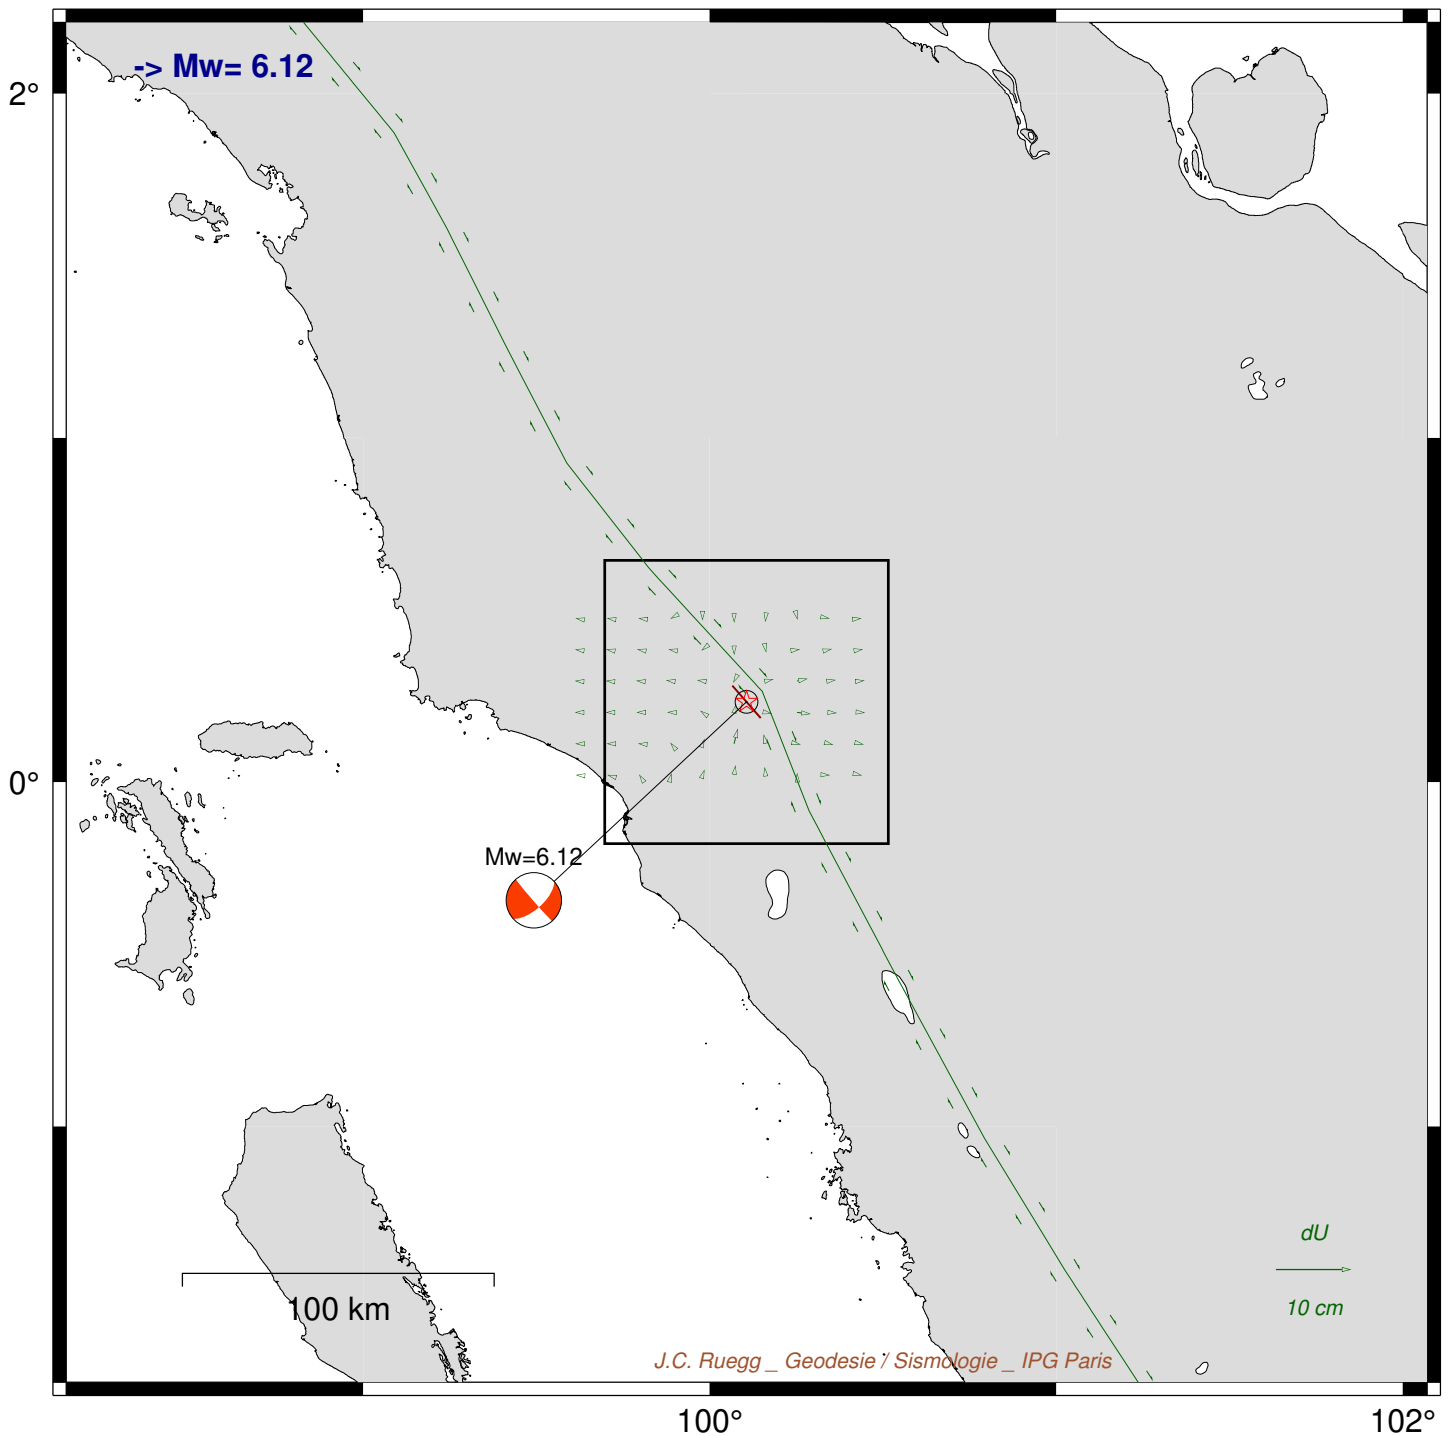 -> Mw= 6.12
2°
0°
Mw=6.12
dU
10 cm
100 km
J.C. Ruegg _ Geodesie / Sismologie _ IPG Paris
100°
102°